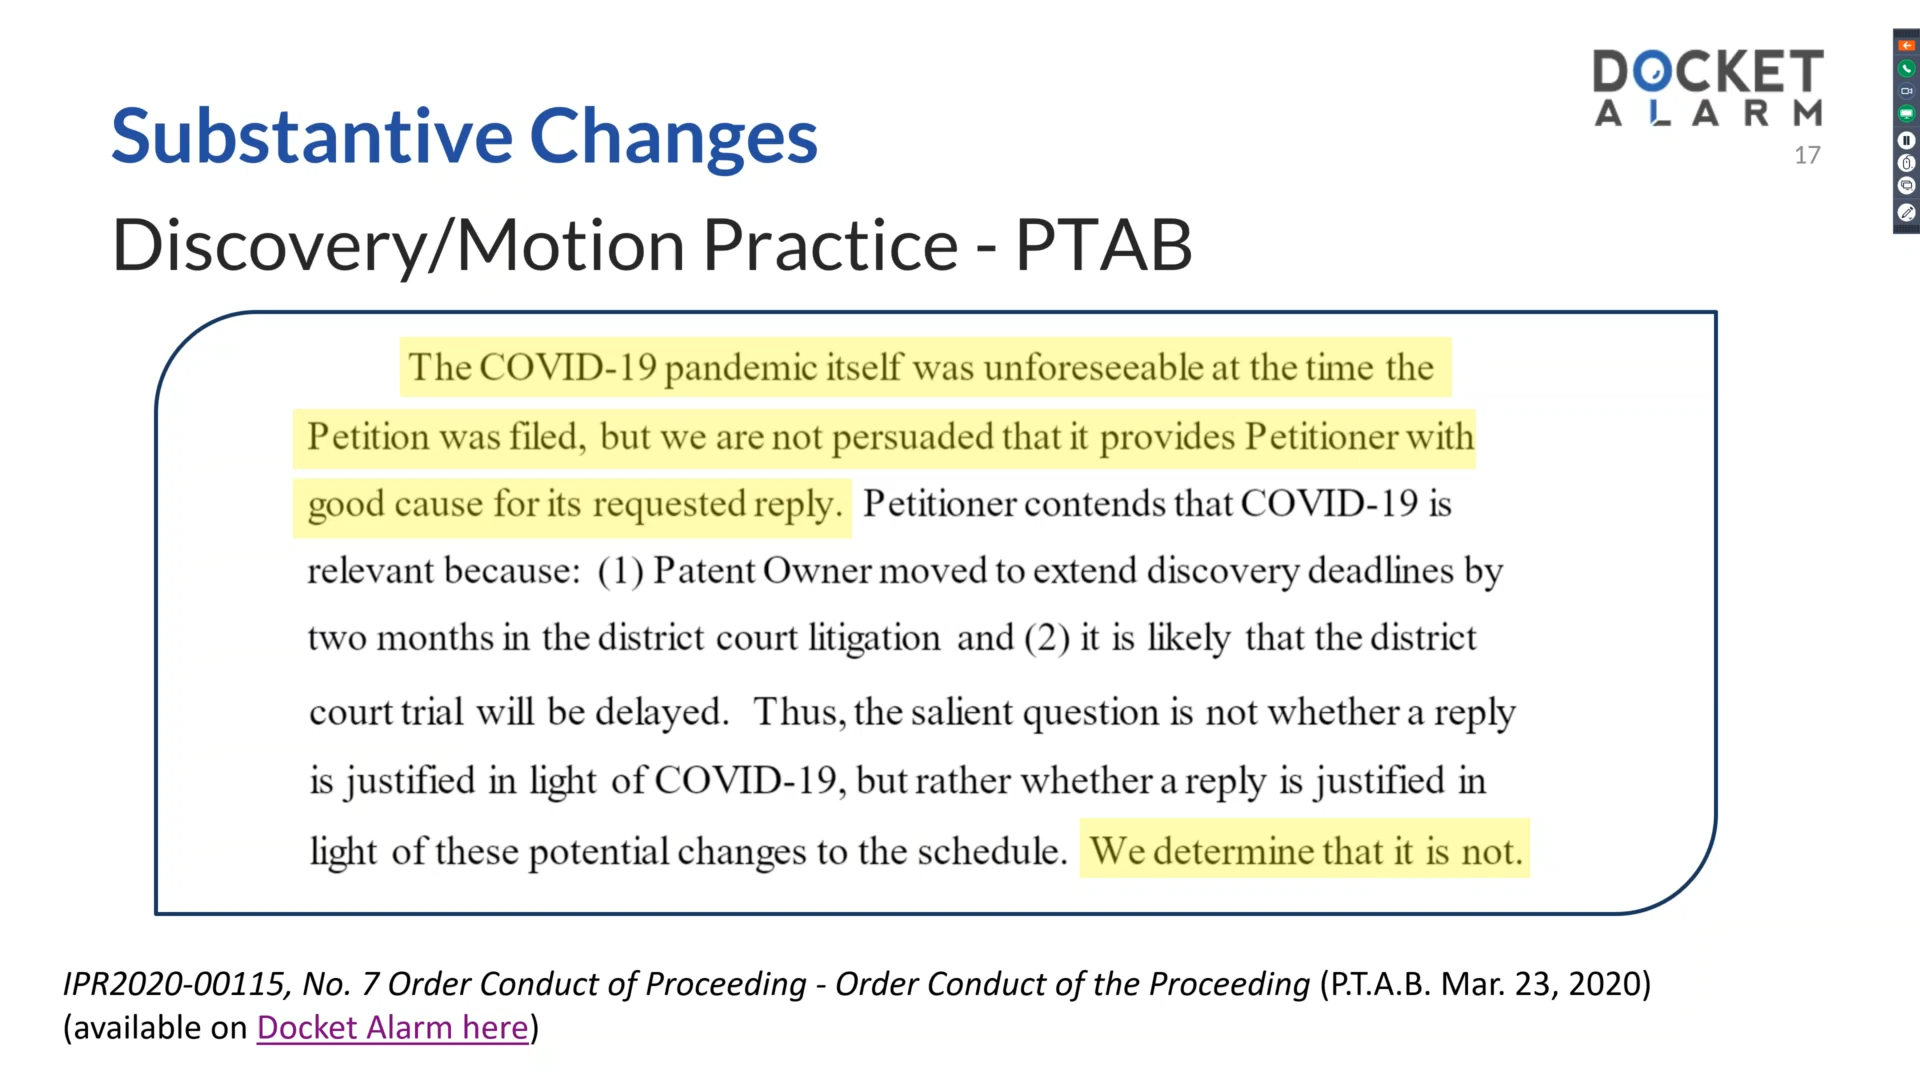 DOCKET
ALARM
17
Substantive Changes
Discovery/Motion Practice - PTAB
The COVID-19 pandemic itself was unforeseeable at the time the
Petition was filed, but we are not persuaded that it provides Petitioner with
good cause for its requested reply. Petitioner contends that COVID-19 is
relevant because: (1) Patent Owner moved to extend discovery deadlines by
two months in the district court litigation and (2) it is likely that the district
court trial will be delayed. Thus, the salient question is not whether a reply
is justified in light of COVID-19, but rather whether a reply is justified in
light of these potential changes to the schedule. We determine that it is not.
IPR2020-00115, No. 7 Order Conduct of Proceeding - Order Conduct of the Proceeding (P.T.A.B. Mar. 23, 2020)
(available on Docket Alarm here)